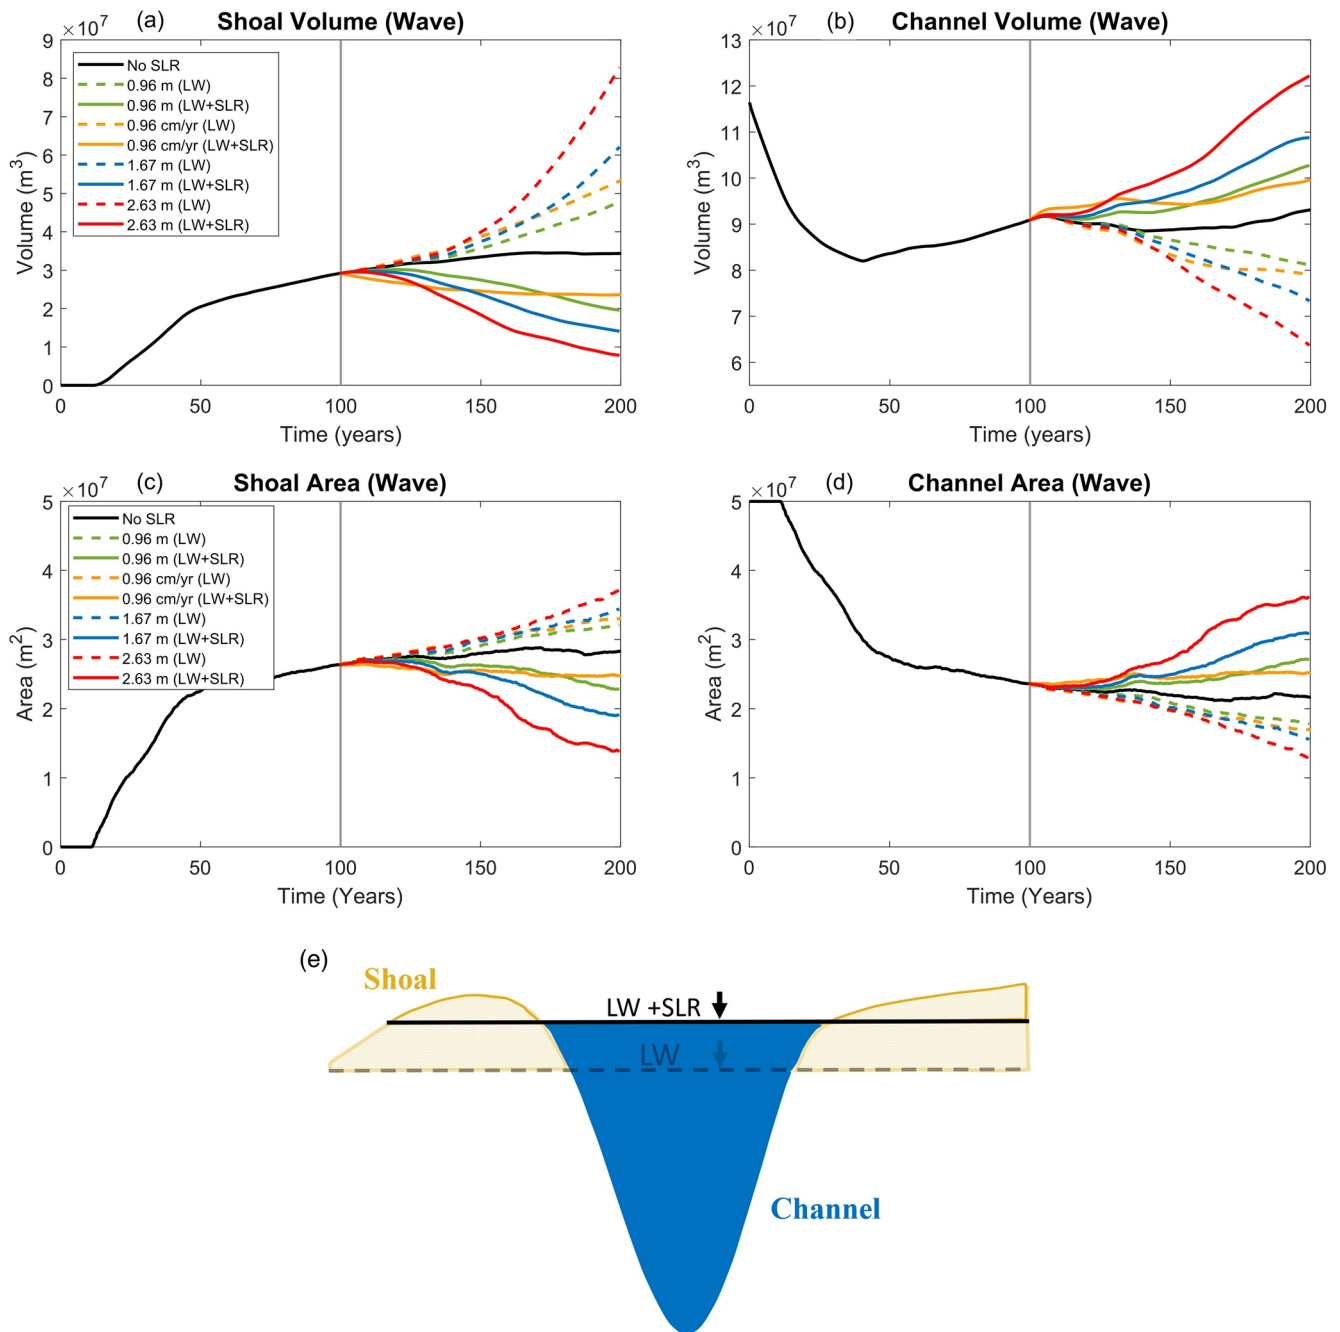 (a) Shoal Volume (Wave)
×10^7
9
8
7
6
5
4
3
2
1
0
Volume (m^3)
No SLR
0.96 m (LW)
0.96 m (LW+SLR)
0.96 cm/yr (LW)
0.96 cm/yr (LW+SLR)
1.67 m (LW)
1.67 m (LW+SLR)
2.63 m (LW)
2.63 m (LW+SLR)
0 50 100 150 200
Time (years)
(b) Channel Volume (Wave)
×10^7
13
12
11
10
9
8
7
6
Volume (m^3)
0 50 100 150 200
Time (years)
(c) Shoal Area (Wave)
×10^7
5
4
3
2
1
0
Area (m^2)
No SLR
0.96 m (LW)
0.96 m (LW+SLR)
0.96 cm/yr (LW)
0.96 cm/yr (LW+SLR)
1.67 m (LW)
1.67 m (LW+SLR)
2.63 m (LW)
2.63 m (LW+SLR)
0 50 100 150 200
Time (Years)
(d) Channel Area (Wave)
×10^7
5
4
3
2
1
0
Area (m^2)
0 50 100 150 200
Time (Years)
(e)
Shoal
LW +SLR
LW
Channel